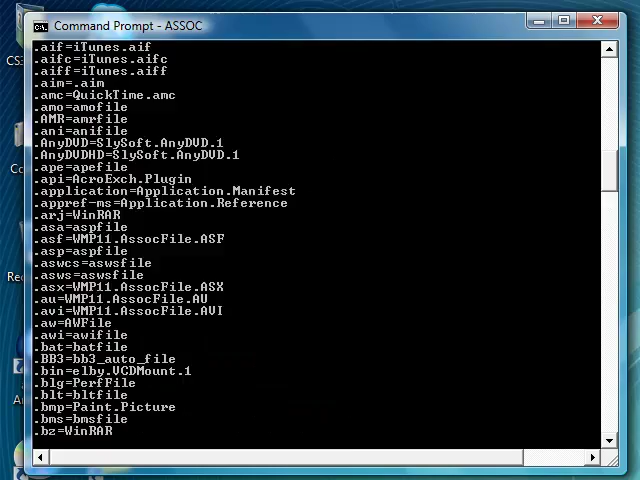 Command Prompt - ASSOC
.aif=iTunes.aif
.aifc=iTunes.aifc
.aiff=iTunes.aiff
.aim=.aim
.amc=QuickTime.amc
.amo=amofile
.AMR=amrfile
.ani=anifile
.AnyDVD=SlySoft.AnyDVD.1
.AnyDVDHD=SlySoft.AnyDVD.1
.ape=apefile
.api=AcroExch.Plugin
.application=Application.Manifest
.appref-ms=Application.Reference
.arj=WinRAR
.asa=aspfile
.asf=WMP11.AssocFile.ASF
.asp=aspfile
.aswcs=aswsfile
.asws=aswsfile
.asx=WMP11.AssocFile.ASX
.au=WMP11.AssocFile.AU
.avi=WMP11.AssocFile.AVI
.aw=AWFile
.awi=awifile
.bat=batfile
.BB3=bb3_auto_file
.bin=elby.VCDMount.1
.blg=PerfFile
.blt=bltfile
.bmp=Paint.Picture
.bms=bmsfile
.bz=WinRAR